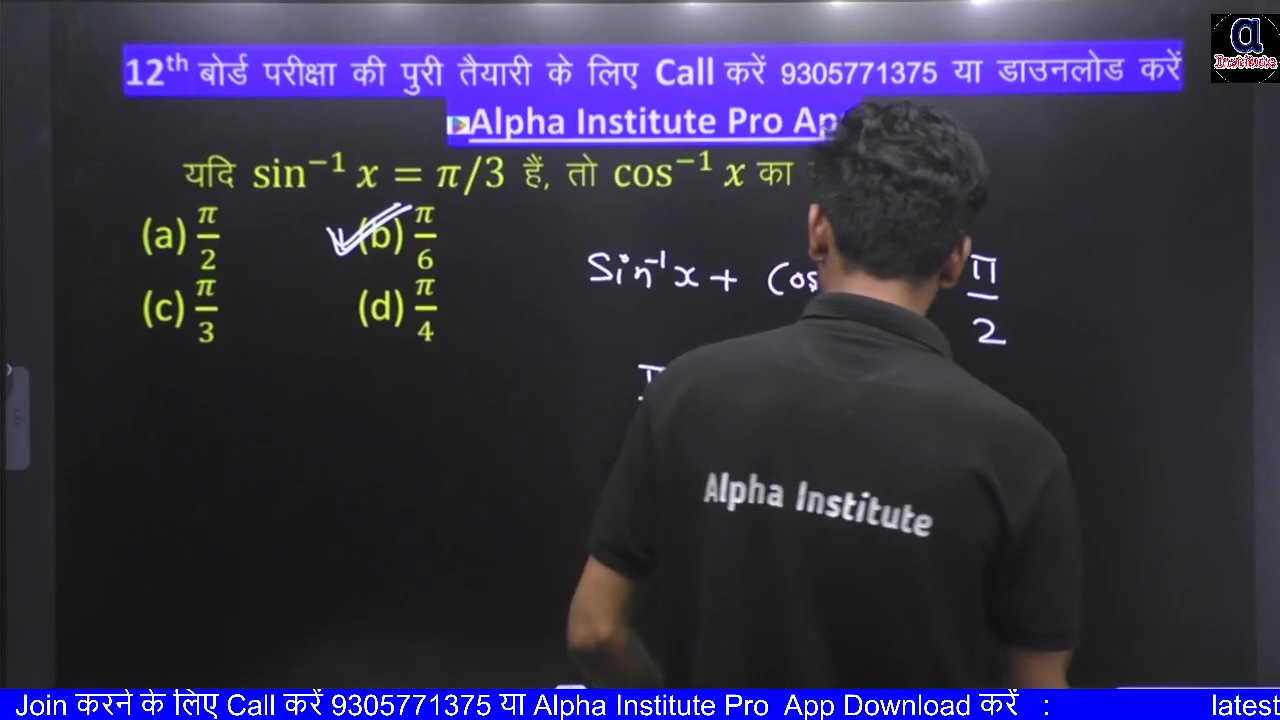 α
Institute
12th बोर्ड परीक्षा की पुरी तैयारी के लिए Call करें 9305771375 या डाउनलोड करें
Alpha Institute Pro
यदि sin⁻¹ x = π/3 हैं, तो cos⁻¹ x का
(a) π/2 (b) π/6
(c) π/3 (d) π/4
Sin⁻¹x + Cos π/2
Alpha Institute
Join करने के लिए Call करें 9305771375 या Alpha Institute Pro App Download करें : latest